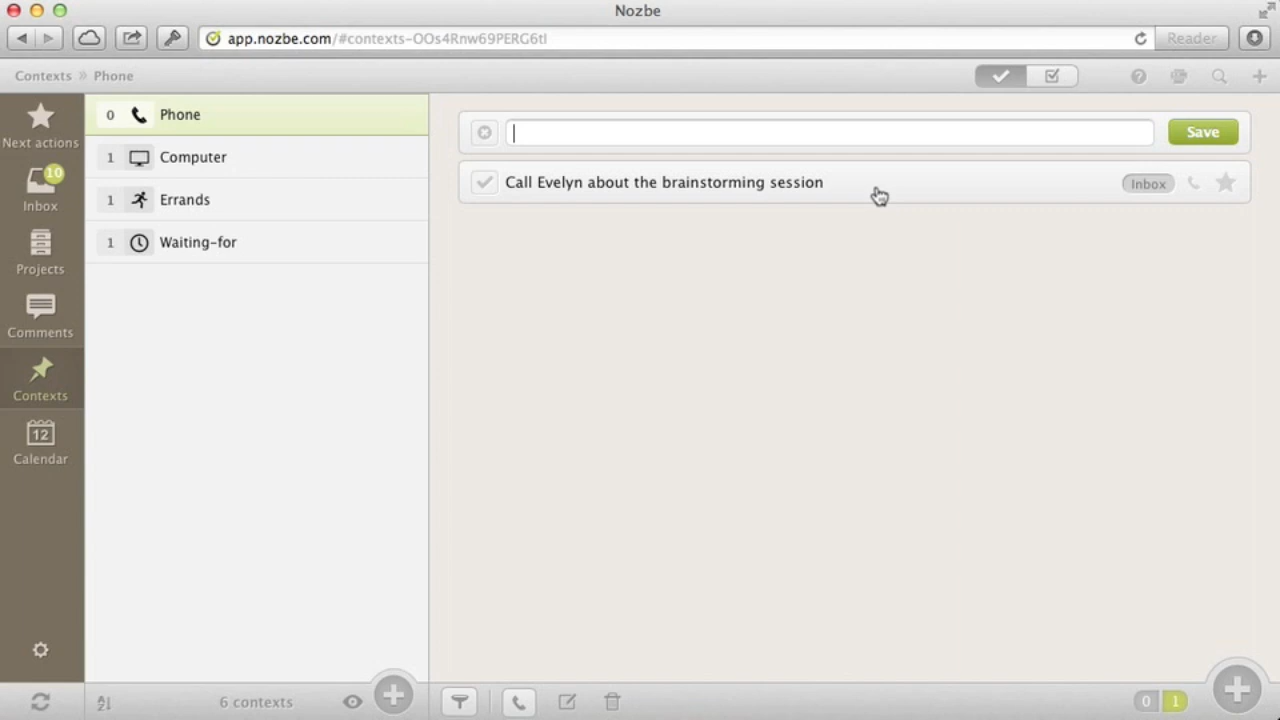 Nozbe
app.nozbe.com/#contexts-OOs4Rnw69PERG6tI
Reader
Contexts » Phone
Next actions
10
Inbox
Projects
Comments
Contexts
12
Calendar
0 Phone
1 Computer
1 Errands
1 Waiting-for
6 contexts
Save
Call Evelyn about the brainstorming session
Inbox
0 1